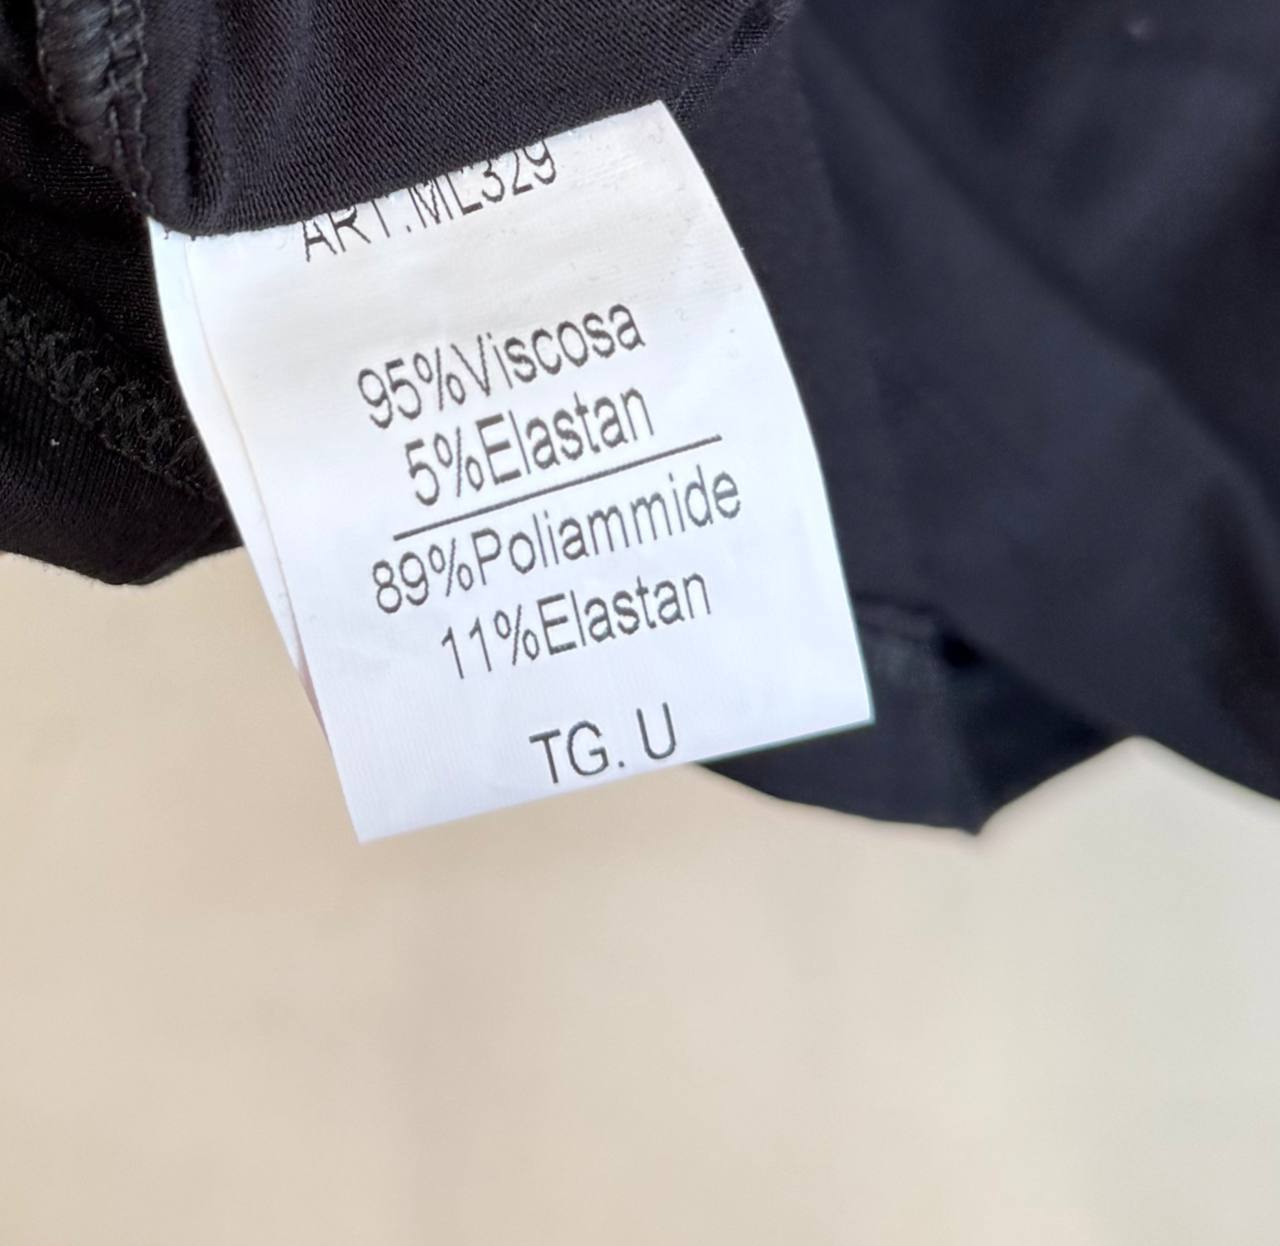 ART.ML329
95%Viscosa
5%Elastan
89%Poliammide
11%Elastan
TG. U